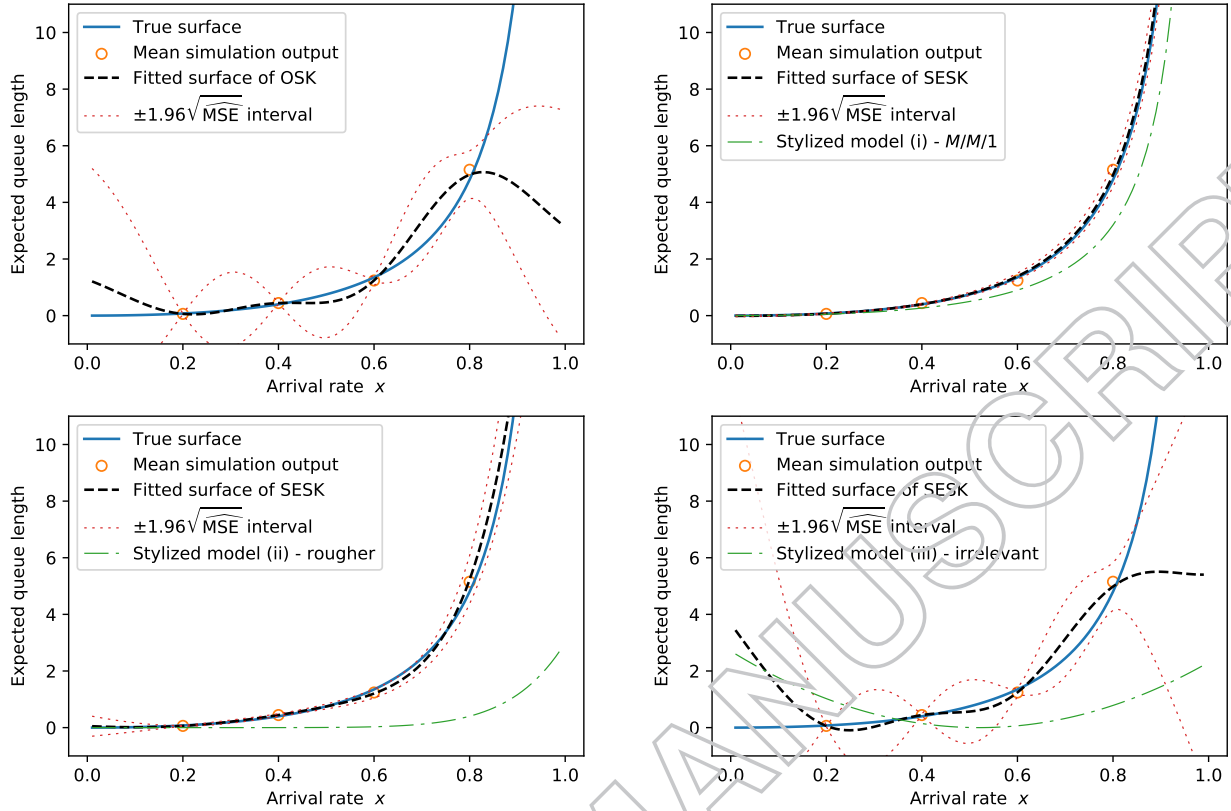 True surface
Mean simulation output
Fitted surface of OSK
±1.96√MSE interval
Expected queue length
10
8
6
4
2
0
0.0 0.2 0.4 0.6 0.8 1.0
Arrival rate x
True surface
Mean simulation output
Fitted surface of SESK
±1.96√MSE interval
Stylized model (i) - M/M/1
Expected queue length
10
8
6
4
2
0
0.0 0.2 0.4 0.6 0.8 1.0
Arrival rate x
True surface
Mean simulation output
Fitted surface of SESK
±1.96√MSE interval
Stylized model (ii) - rougher
Expected queue length
10
8
6
4
2
0
0.0 0.2 0.4 0.6 0.8 1.0
Arrival rate x
True surface
Mean simulation output
Fitted surface of SESK
±1.96√MSE interval
Stylized model (iii) - irrelevant
Expected queue length
10
8
6
4
2
0
0.0 0.2 0.4 0.6 0.8 1.0
Arrival rate x
ANUSCRIP